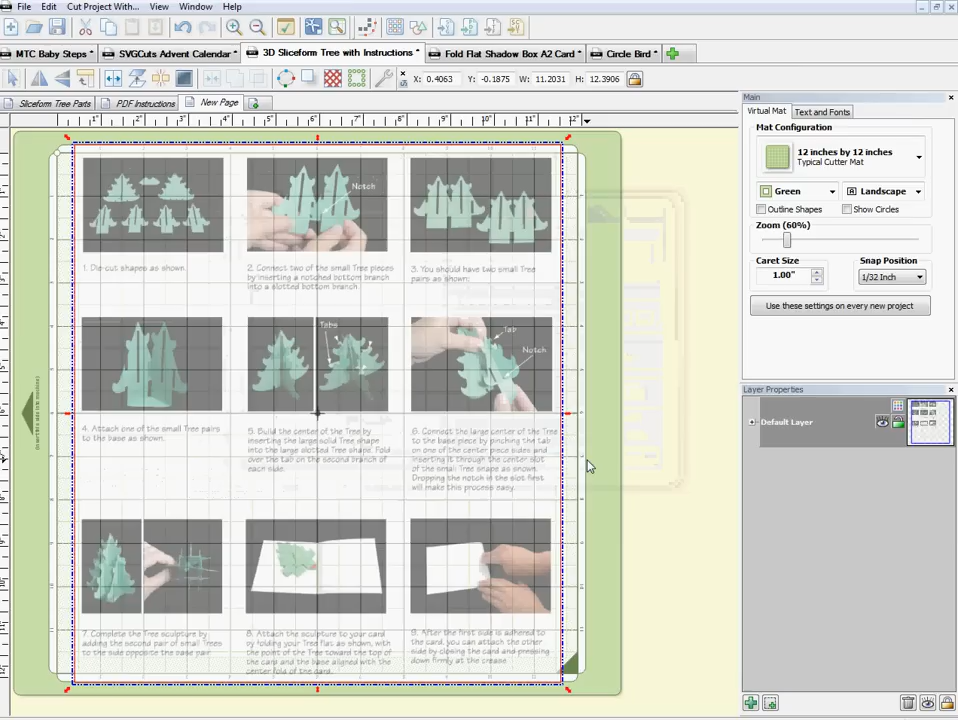 File Edit Cut Project With... View Window Help
MTC Baby Steps * SVGCuts Advent Calendar * 3D Sliceform Tree with Instructions * Fold Flat Shadow Box A2 Card * Circle Bird *
X: 0.4063 Y: -0.1875 W: 11.2031 H: 12.3906
Sliceform Tree Parts PDF Instructions New Page
1" 2" 3" 4" 5" 6" 7" 8" 9" 10" 11" 12"
Notch
1. Die-cut shapes as shown.
2. Connect two of the small Tree pieces
by inserting a notched bottom branch
into a slotted bottom branch.
3. You should have two small Tree
pairs as shown.
Tabs
Tab
Notch
4. Attach one of the small Tree pairs
to the base as shown.
5. Build the center of the Tree by
inserting the large solid Tree shape
into the large slotted Tree shape. Fold
over the tab on the second branch of
each side.
6. Connect the large center of the Tree
to the base piece by pinching the tab
on one of the center piece sides and
inserting it through the center slot
of the small Tree shape as shown.
Dropping the notch in the slot first
will make this process easy.
7. Complete the Tree sculpture by
adding the second pair of small Trees
to the side opposite the base pair.
8. Attach the sculpture to your card
by folding your Tree flat as shown, with
the point of the Tree toward the top of
the card and the base aligned with the
center fold of the card.
9. After the first side is adhered to
the card, you can attach the other
side by closing the card and pressing
down firmly at the crease.
Main
Virtual Mat Text and Fonts
Mat Configuration
12 inches by 12 inches
Typical Cutter Mat
Green Landscape
Outline Shapes Show Circles
Zoom (60%)
Caret Size Snap Position
1.00" 1/32 Inch
Use these settings on every new project
Layer Properties
Default Layer